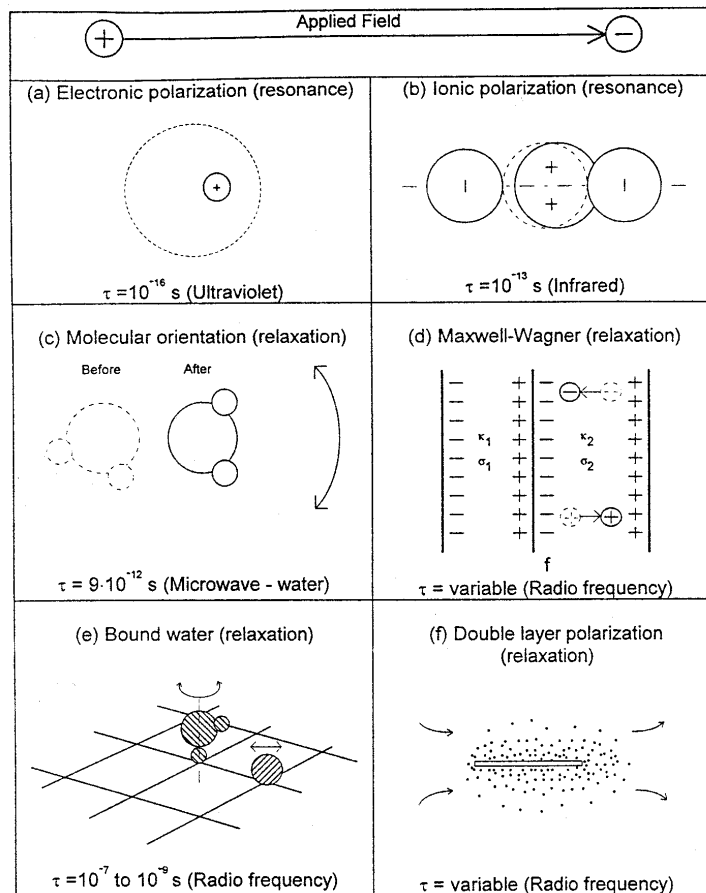 Applied Field
+ −
(a) Electronic polarization (resonance)
+
τ =10⁻¹⁶ s (Ultraviolet)
(b) Ionic polarization (resonance)
τ =10⁻¹³ s (Infrared)
(c) Molecular orientation (relaxation)
Before After
τ = 9·10⁻¹² s (Microwave - water)
(d) Maxwell-Wagner (relaxation)
κ₁ κ₂
σ₁ σ₂
f
τ = variable (Radio frequency)
(e) Bound water (relaxation)
τ =10⁻⁷ to 10⁻⁹ s (Radio frequency)
(f) Double layer polarization
(relaxation)
τ = variable (Radio frequency)